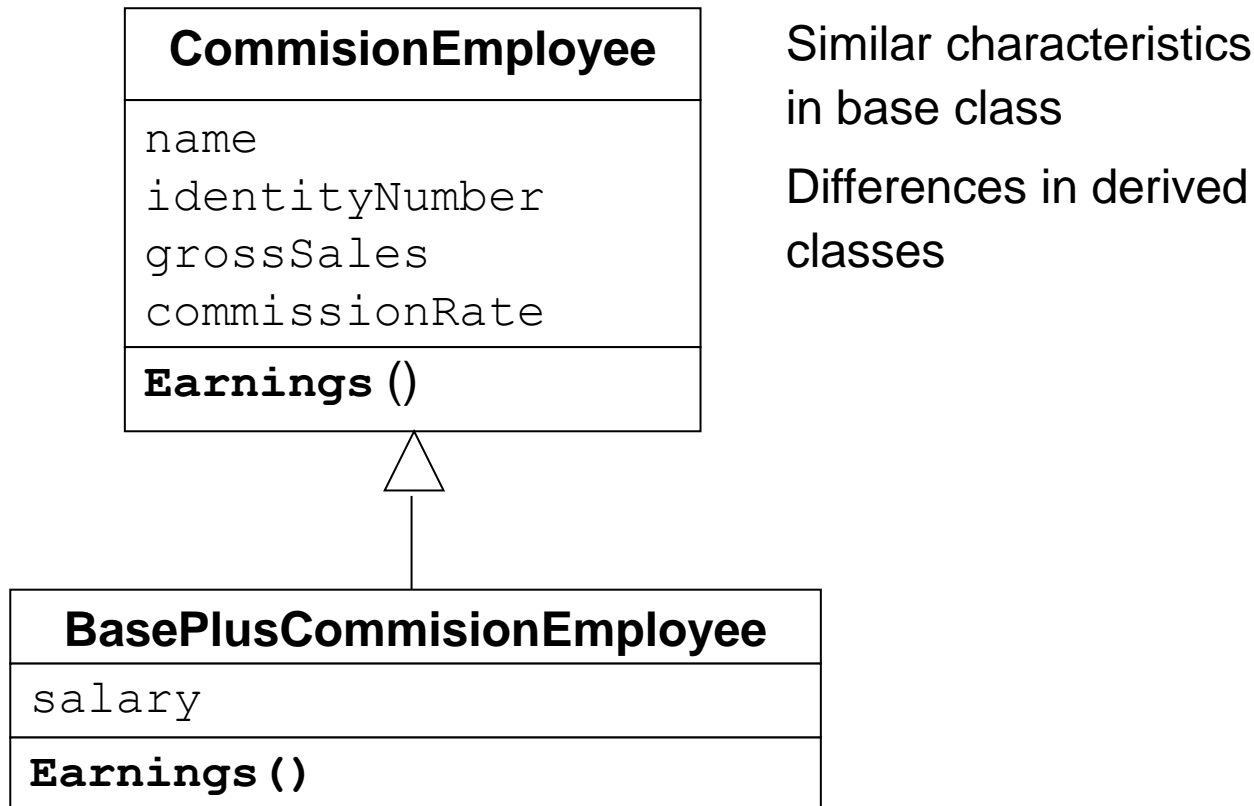 CommisionEmployee
name
identityNumber
grossSales
commissionRate
Earnings()
Similar characteristics
in base class
Differences in derived
classes
BasePlusCommisionEmployee
salary
Earnings()